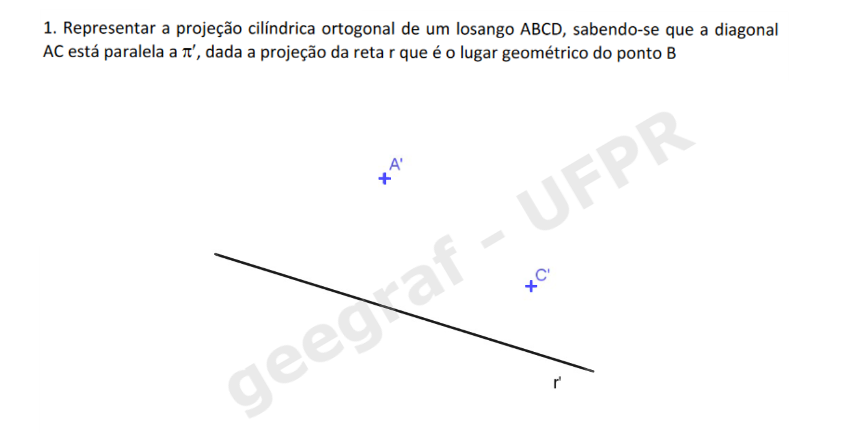 1. Representar a projeção cilíndrica ortogonal de um losango ABCD, sabendo-se que a diagonal
AC está paralela a π′, dada a projeção da reta r que é o lugar geométrico do ponto B
A'
C'
r'
geegraf - UFPR